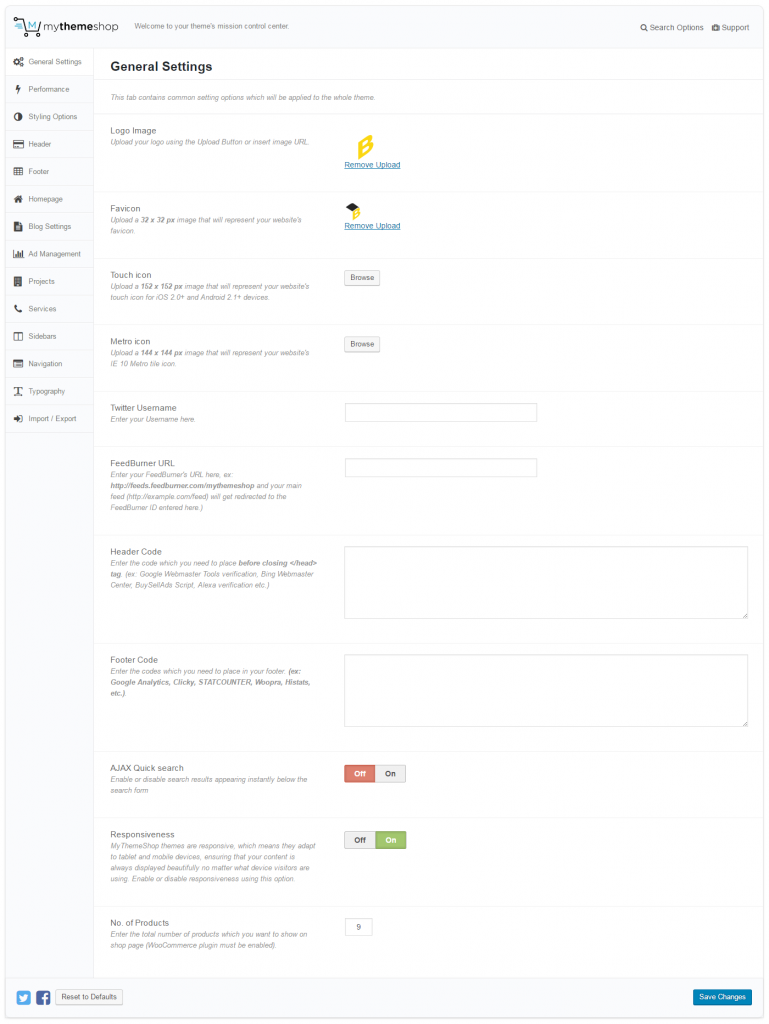 M
mythemeshop
Welcome to your theme's mission control center.
Search Options
Support
General Settings
Performance
Styling Options
Header
Footer
Homepage
Blog Settings
Ad Management
Projects
Services
Sidebars
Navigation
Typography
Import / Export
General Settings
This tab contains common setting options which will be applied to the whole theme.
Logo Image
Upload your logo using the Upload Button or insert image URL.
B
Remove Upload
Favicon
Upload a 32 x 32 px image that will represent your website's
favicon.
Remove Upload
Touch icon
Upload a 152 x 152 px image that will represent your website's
touch icon for iOS 2.0+ and Android 2.1+ devices.
Browse
Metro icon
Upload a 144 x 144 px image that will represent your website's
IE 10 Metro tile icon.
Browse
Twitter Username
Enter your Username here.
FeedBurner URL
Enter your FeedBurner's URL here, ex:
http://feeds.feedburner.com/mythemeshop and your main
feed (http://example.com/feed) will get redirected to the
FeedBurner ID entered here.)
Header Code
Enter the code which you need to place before closing </head>
tag. (ex: Google Webmaster Tools verification, Bing Webmaster
Center, BuySellAds Script, Alexa verification etc.)
Footer Code
Enter the codes which you need to place in your footer. (ex:
Google Analytics, Clicky, STATCOUNTER, Woopra, Histats,
etc.)
AJAX Quick search
Enable or disable search results appearing instantly below the
search form
Off On
Responsiveness
MyThemeShop themes are responsive, which means they adapt
to tablet and mobile devices, ensuring that your content is
always displayed beautifully no matter what device visitors are
using. Enable or disable responsiveness using this option.
Off On
No. of Products
Enter the total number of products which you want to show on
shop page (WooCommerce plugin must be enabled).
9
Reset to Defaults
Save Changes